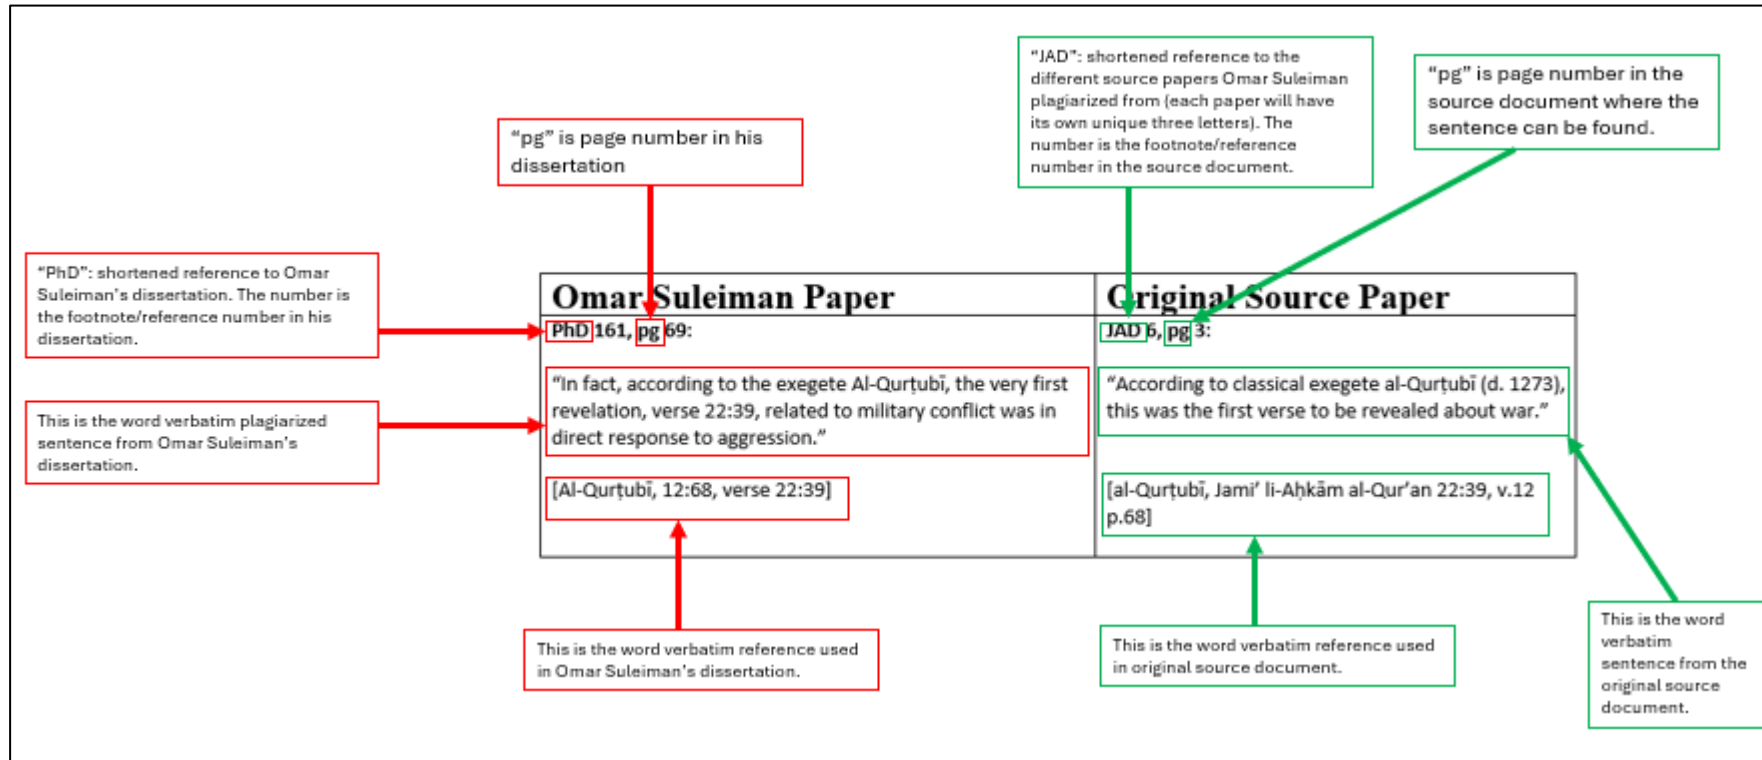 "JAD": shortened reference to the
different source papers Omar Suleiman
plagiarized from (each paper will have
its own unique three letters). The
number is the footnote/reference
number in the source document.
"pg" is page number in the
source document where the
sentence can be found.
"pg" is page number in his
dissertation
"PhD": shortened reference to Omar
Suleiman's dissertation. The number is
the footnote/reference number in his
dissertation.
This is the word verbatim plagiarized
sentence from Omar Suleiman's
dissertation.
Omar Suleiman Paper
PhD 161, pg 69:
"In fact, according to the exegete Al-Qurṭubī, the very first
revelation, verse 22:39, related to military conflict was in
direct response to aggression."
[Al-Qurṭubī, 12:68, verse 22:39]
Original Source Paper
JAD 6, pg 3:
"According to classical exegete al-Qurṭubī (d. 1273),
this was the first verse to be revealed about war."
[al-Qurṭubī, Jami' li-Aḥkām al-Qur'an 22:39, v.12
p.68]
This is the word verbatim reference used
in Omar Suleiman's dissertation.
This is the word verbatim reference used
in original source document.
This is the word
verbatim
sentence from the
original source
document.